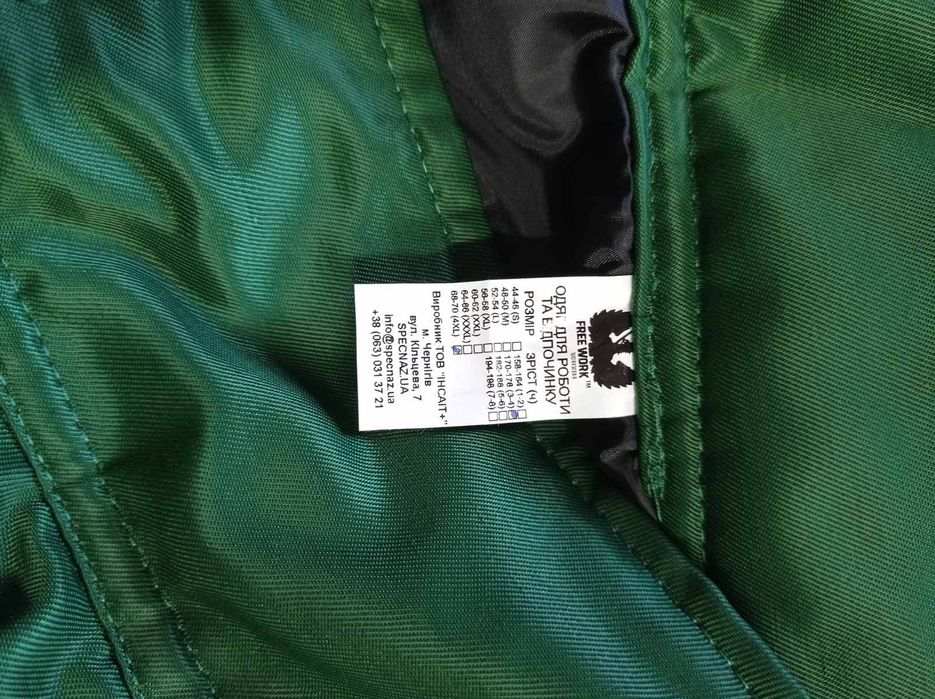 FREE WORK™
ОДЯГ ДЛЯ РОБОТИ
ТА ВІДПОЧИНКУ
РОЗМІР ЗРІСТ (ч)
44-46 (S) 158-164 (1-2)
48-50 (M) 170-176 (3-4)
52-54 (L) 182-188 (5-6)
56-58 (XL) 194-196 (7-8)
60-62 (XXL)
64-66 (XXXL)
68-70 (4XL)
Виробник ТОВ "ІНСАІТ+"
м. Чернігів
вул. Кільцева, 7
SPECNAZ.UA
info@specnaz.ua
+38 (063) 031 37 21